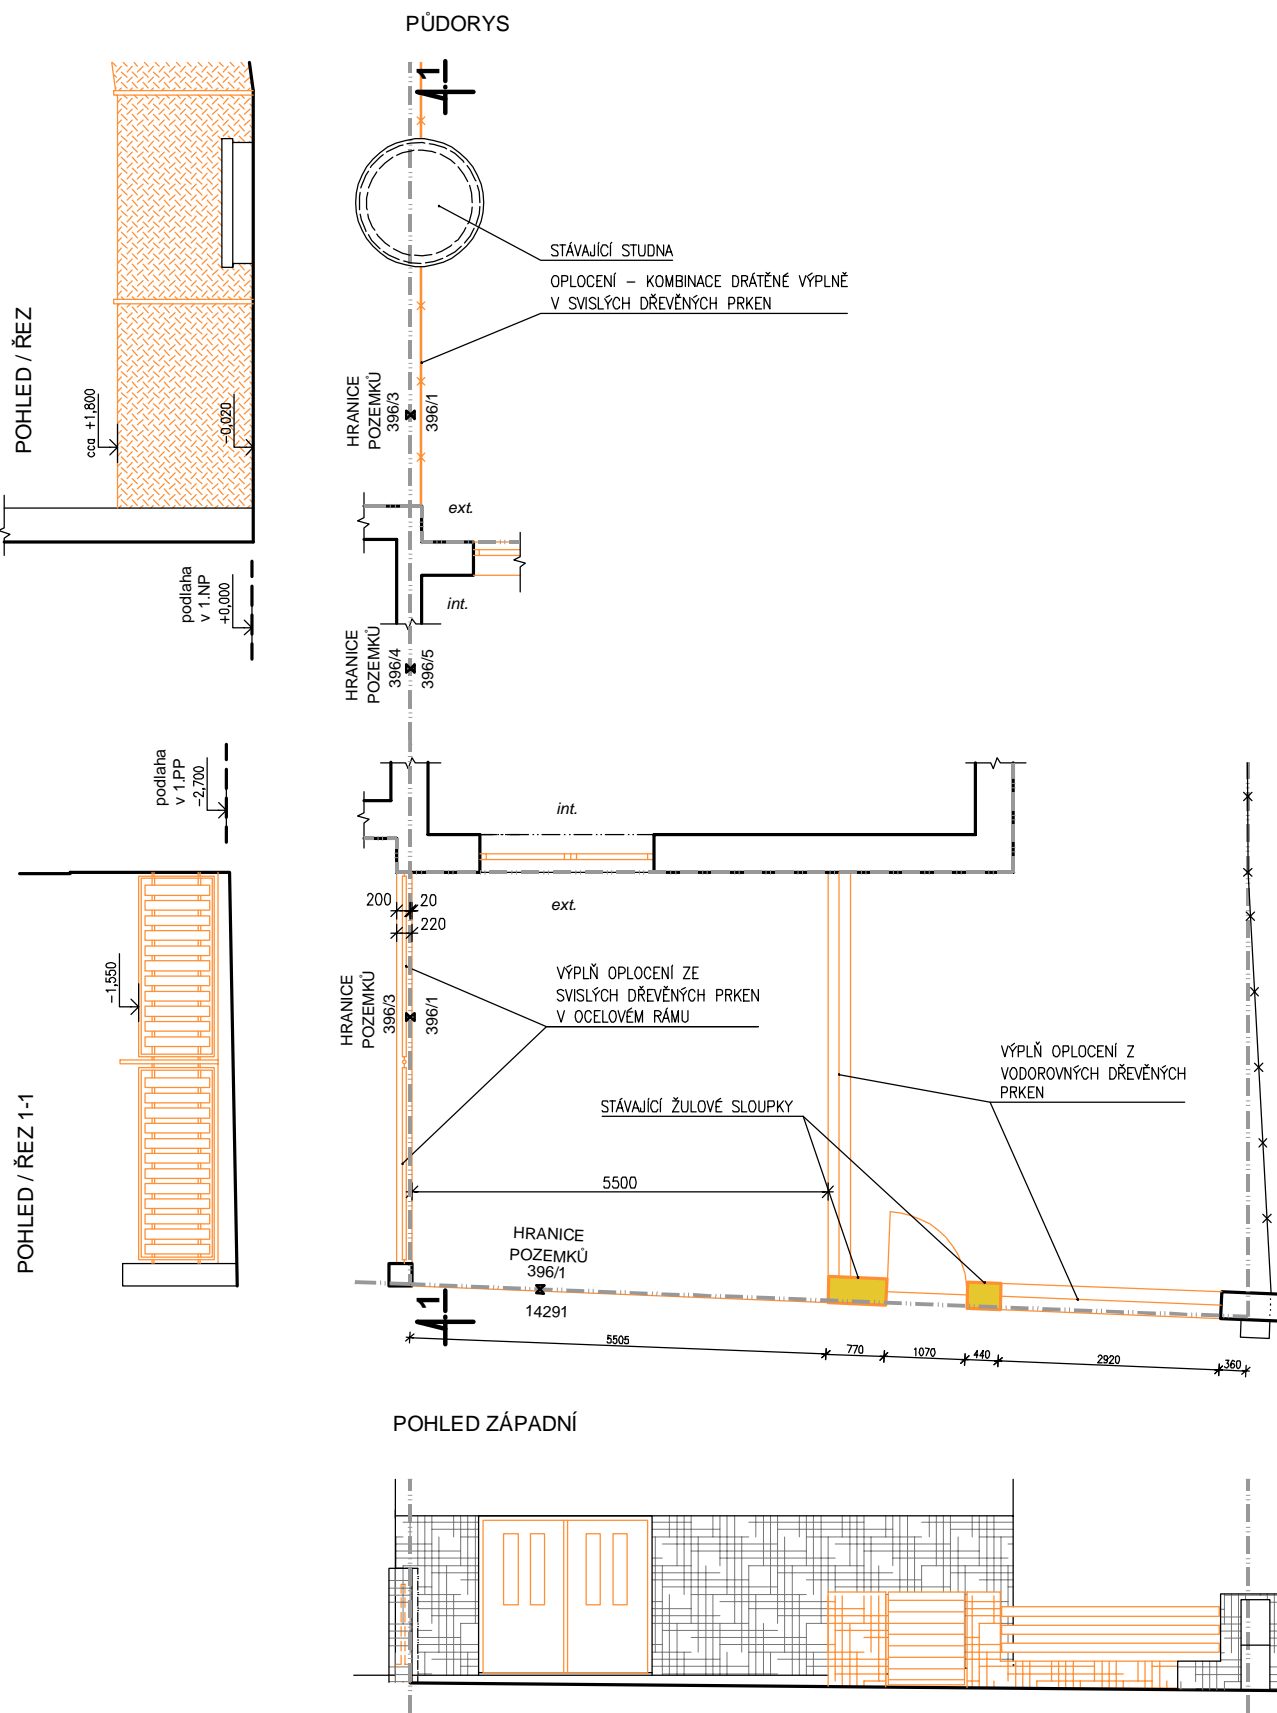 PŮDORYS
1
1
STÁVAJÍCÍ STUDNA
OPLOCENÍ – KOMBINACE DRÁTĚNÉ VÝPLNĚ
V SVISLÝCH DŘEVĚNÝCH PRKEN
POHLED / ŘEZ
cca +1,800
-0,020
HRANICE
POZEMKŮ
396/3
396/1
ext.
int.
podlaha
v 1.NP
+0,000
HRANICE
POZEMKŮ
396/4
396/5
podlaha
v 1.PP
-2,700
int.
ext.
200
20
220
-1,550
VÝPLŇ OPLOCENÍ ZE
SVISLÝCH DŘEVĚNÝCH PRKEN
V OCELOVÉM RÁMU
HRANICE
POZEMKŮ
396/3
396/1
VÝPLŇ OPLOCENÍ Z
VODOROVNÝCH DŘEVĚNÝCH
PRKEN
STÁVAJÍCÍ ŽULOVÉ SLOUPKY
POHLED / ŘEZ 1-1
5500
HRANICE
POZEMKŮ
396/1
14291
1
1
5505
770
1070
440
2920
360
POHLED ZÁPADNÍ